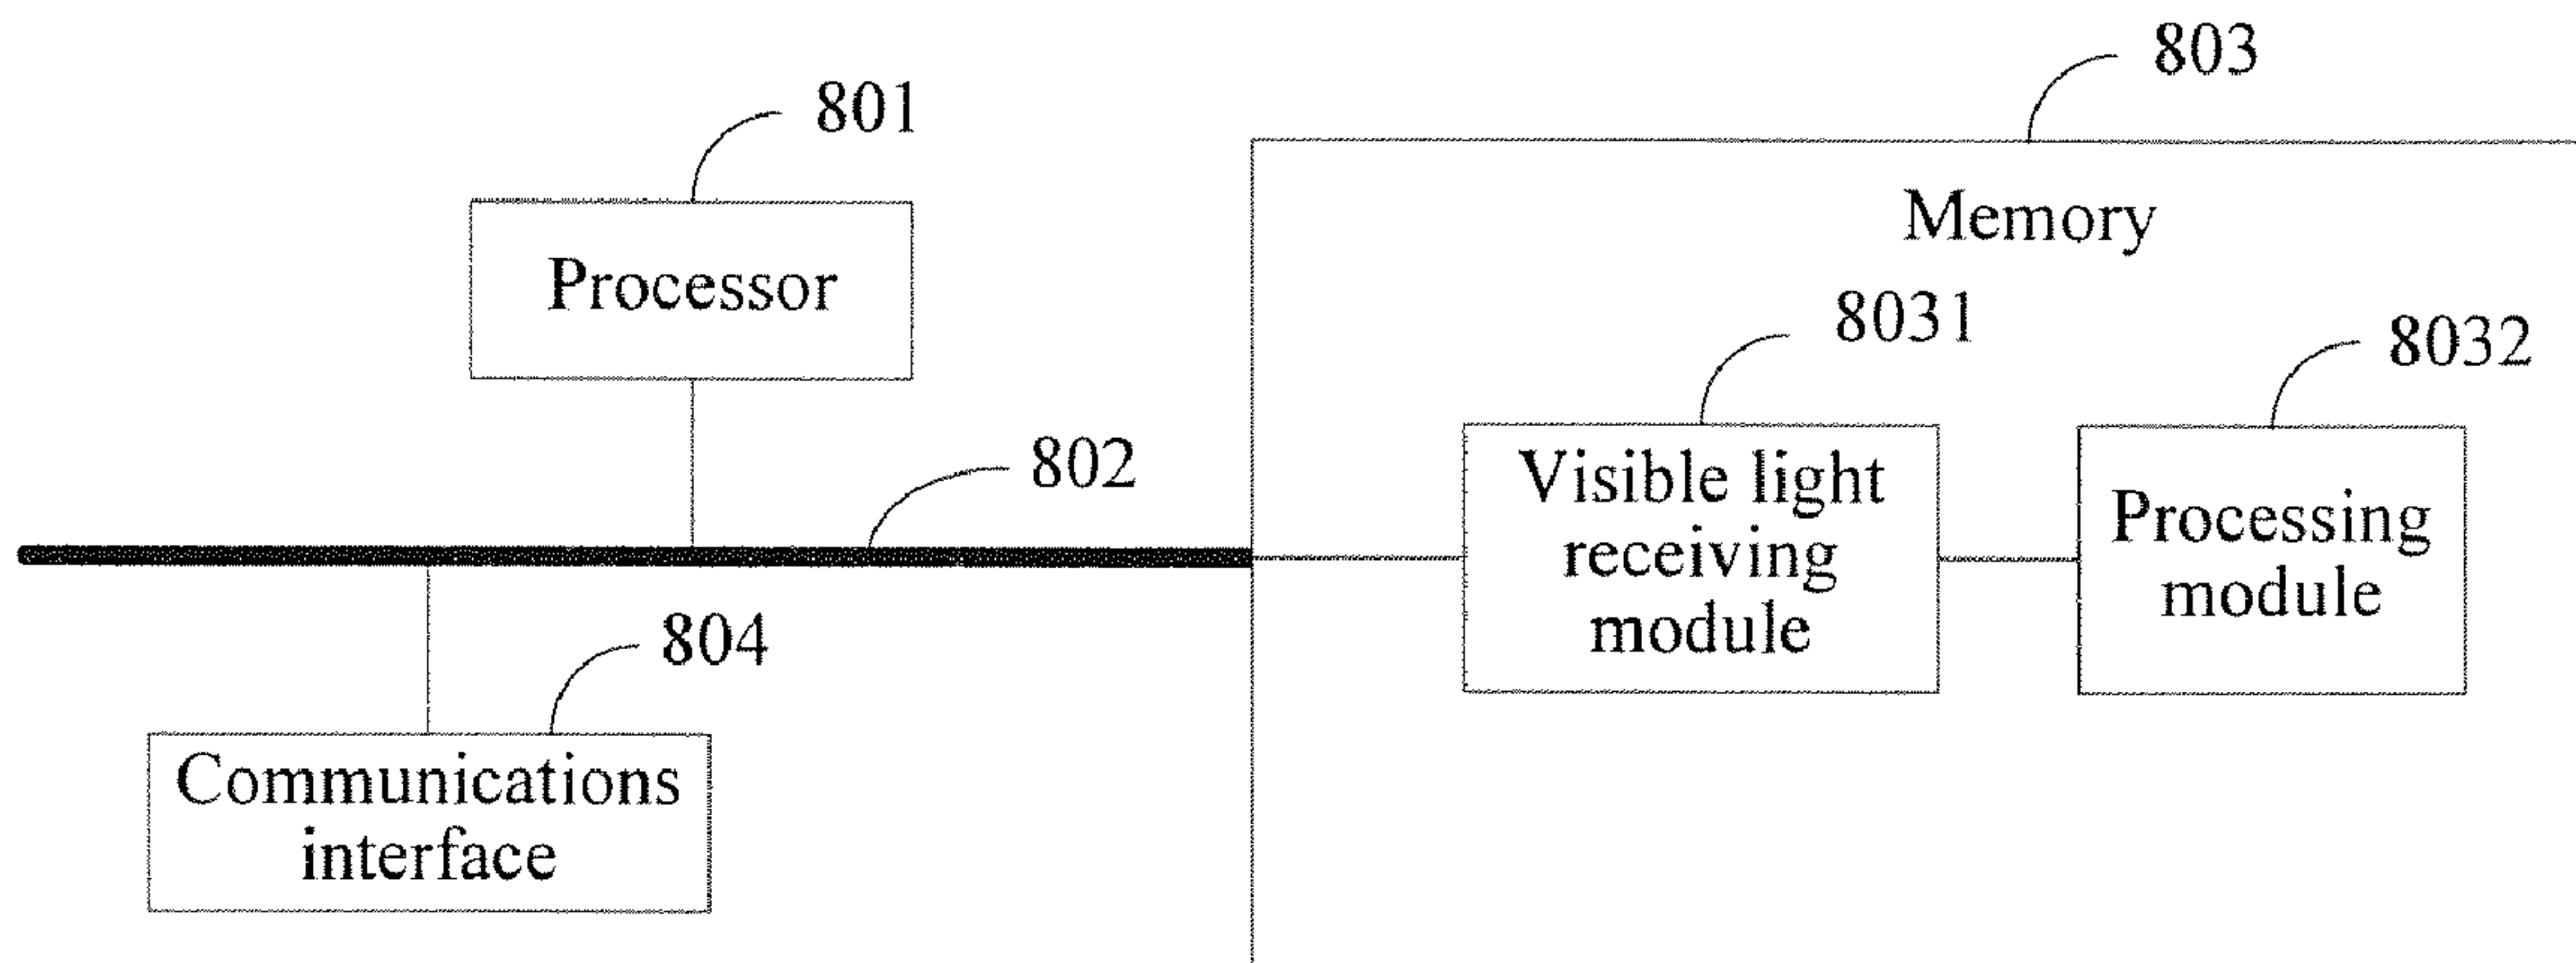 803
801
Memory
Processor
8031
8032
802
Visible light
receiving
module
Processing
module
804
Communications
interface